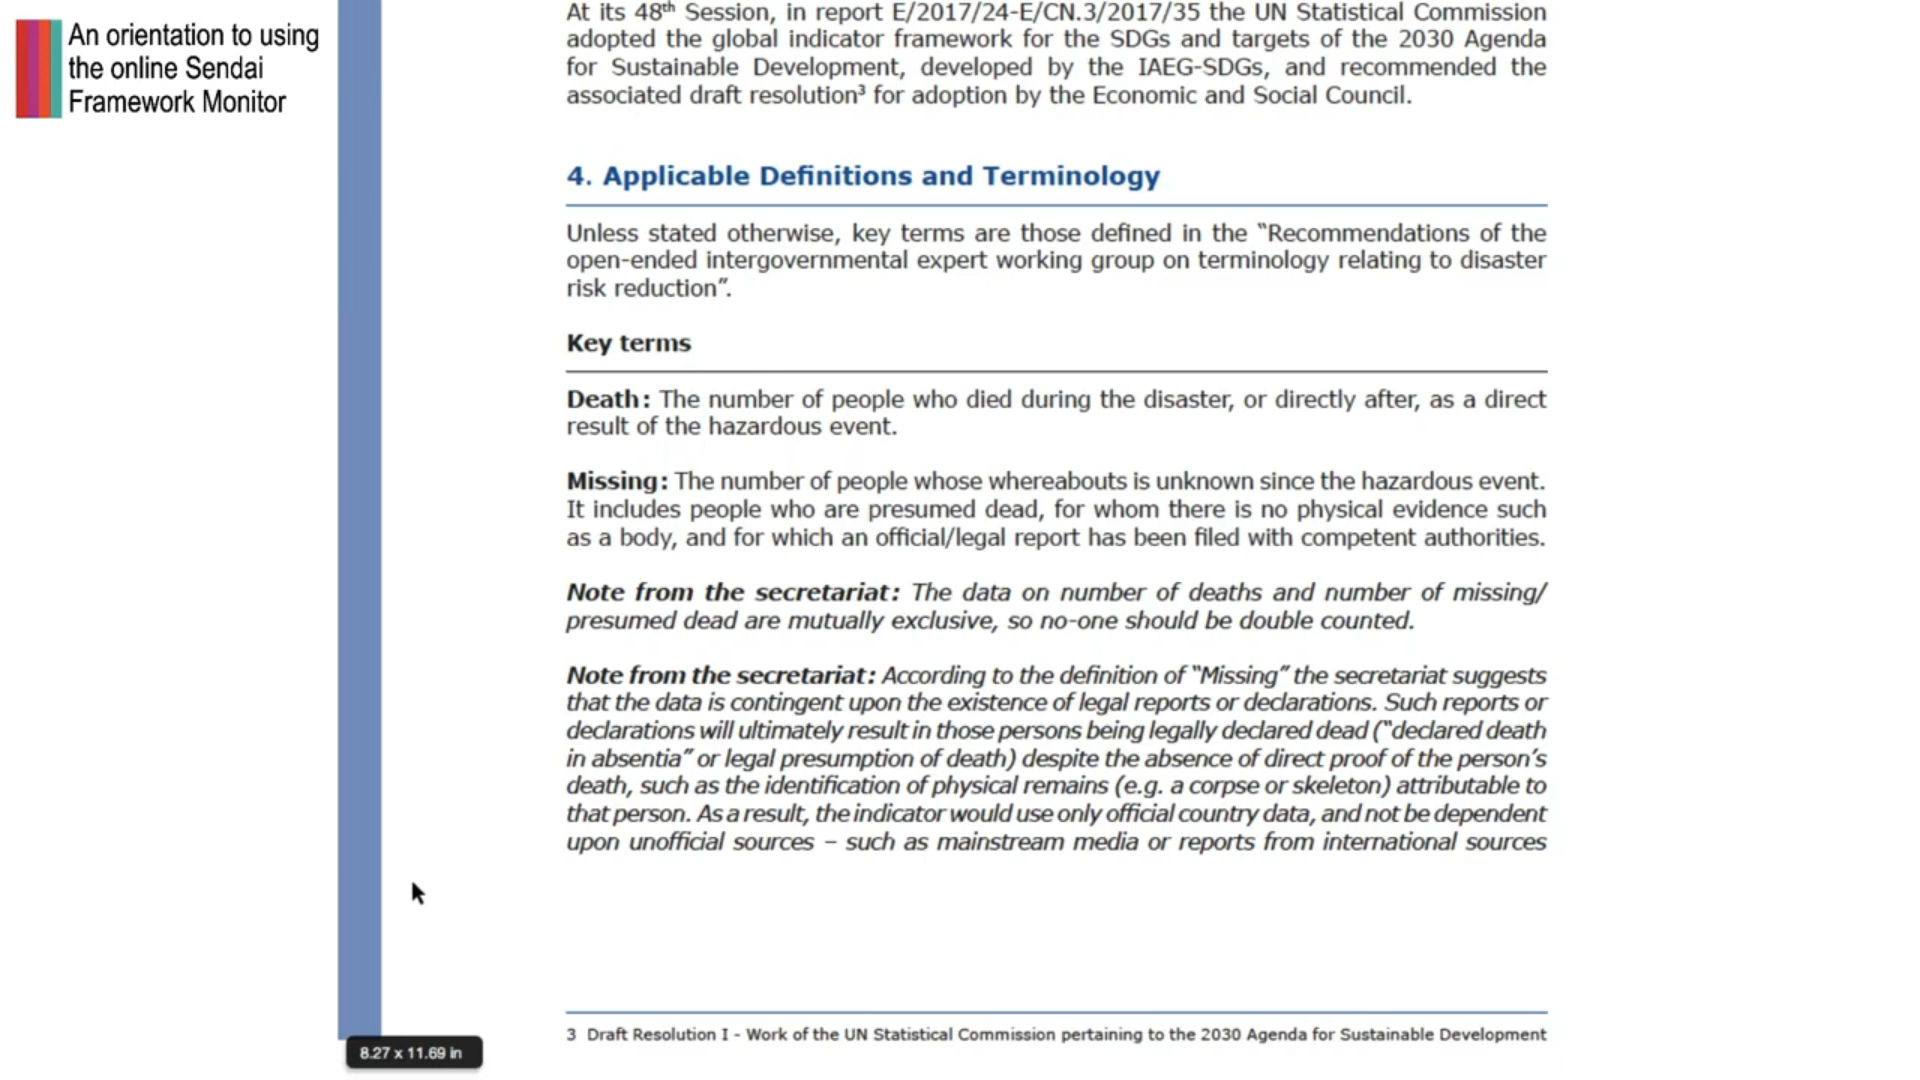 An orientation to using
the online Sendai
Framework Monitor
At its 48th Session, in report E/2017/24-E/CN.3/2017/35 the UN Statistical Commission
adopted the global indicator framework for the SDGs and targets of the 2030 Agenda
for Sustainable Development, developed by the IAEG-SDGs, and recommended the
associated draft resolution³ for adoption by the Economic and Social Council.
4. Applicable Definitions and Terminology
Unless stated otherwise, key terms are those defined in the “Recommendations of the
open-ended intergovernmental expert working group on terminology relating to disaster
risk reduction”.
Key terms
Death: The number of people who died during the disaster, or directly after, as a direct
result of the hazardous event.
Missing: The number of people whose whereabouts is unknown since the hazardous event.
It includes people who are presumed dead, for whom there is no physical evidence such
as a body, and for which an official/legal report has been filed with competent authorities.
Note from the secretariat: The data on number of deaths and number of missing/
presumed dead are mutually exclusive, so no-one should be double counted.
Note from the secretariat: According to the definition of “Missing” the secretariat suggests
that the data is contingent upon the existence of legal reports or declarations. Such reports or
declarations will ultimately result in those persons being legally declared dead (“declared death
in absentia” or legal presumption of death) despite the absence of direct proof of the person’s
death, such as the identification of physical remains (e.g. a corpse or skeleton) attributable to
that person. As a result, the indicator would use only official country data, and not be dependent
upon unofficial sources – such as mainstream media or reports from international sources
3 Draft Resolution I - Work of the UN Statistical Commission pertaining to the 2030 Agenda for Sustainable Development
8.27 x 11.69 in